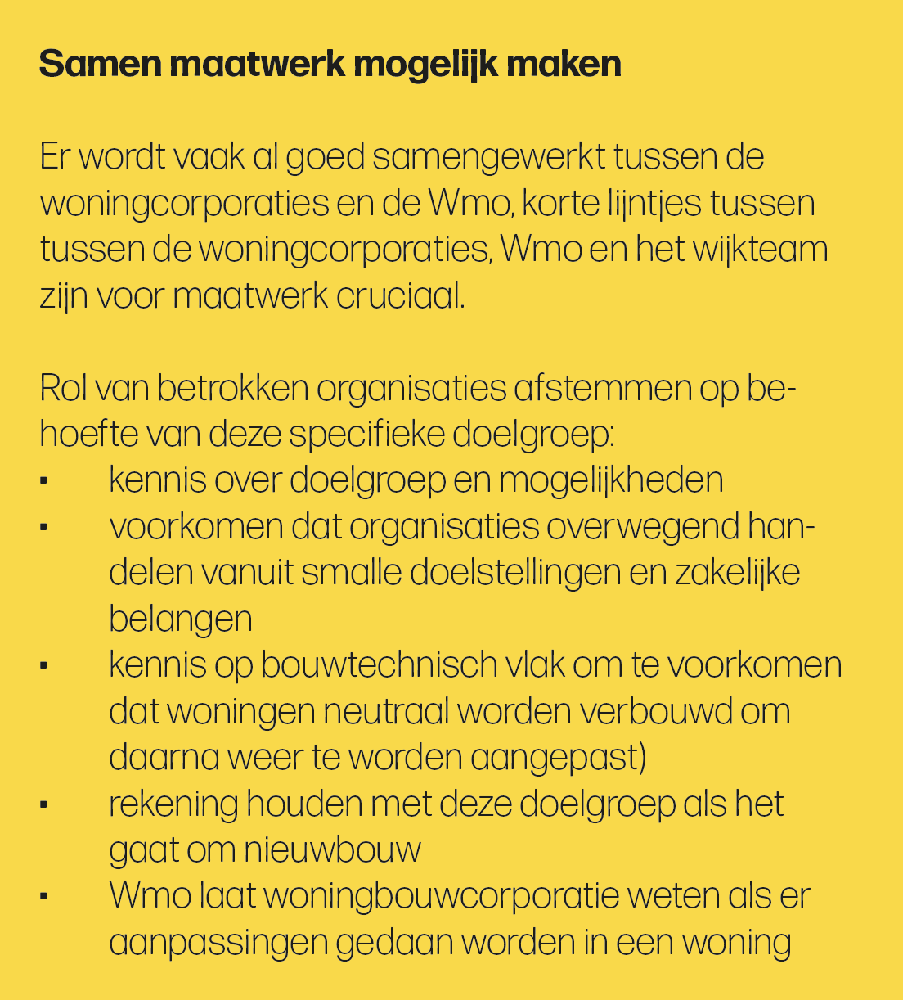 Samen maatwerk mogelijk maken
Er wordt vaak al goed samengewerkt tussen de
woningcorporaties en de Wmo, korte lijntjes tussen
tussen de woningcorporaties, Wmo en het wijkteam
zijn voor maatwerk cruciaal.
Rol van betrokken organisaties afstemmen op be-
hoefte van deze specifieke doelgroep:
▪ kennis over doelgroep en mogelijkheden
▪ voorkomen dat organisaties overwegend han-
delen vanuit smalle doelstellingen en zakelijke
belangen
▪ kennis op bouwtechnisch vlak om te voorkomen
dat woningen neutraal worden verbouwd om
daarna weer te worden aangepast)
▪ rekening houden met deze doelgroep als het
gaat om nieuwbouw
▪ Wmo laat woningbouwcorporatie weten als er
aanpassingen gedaan worden in een woning